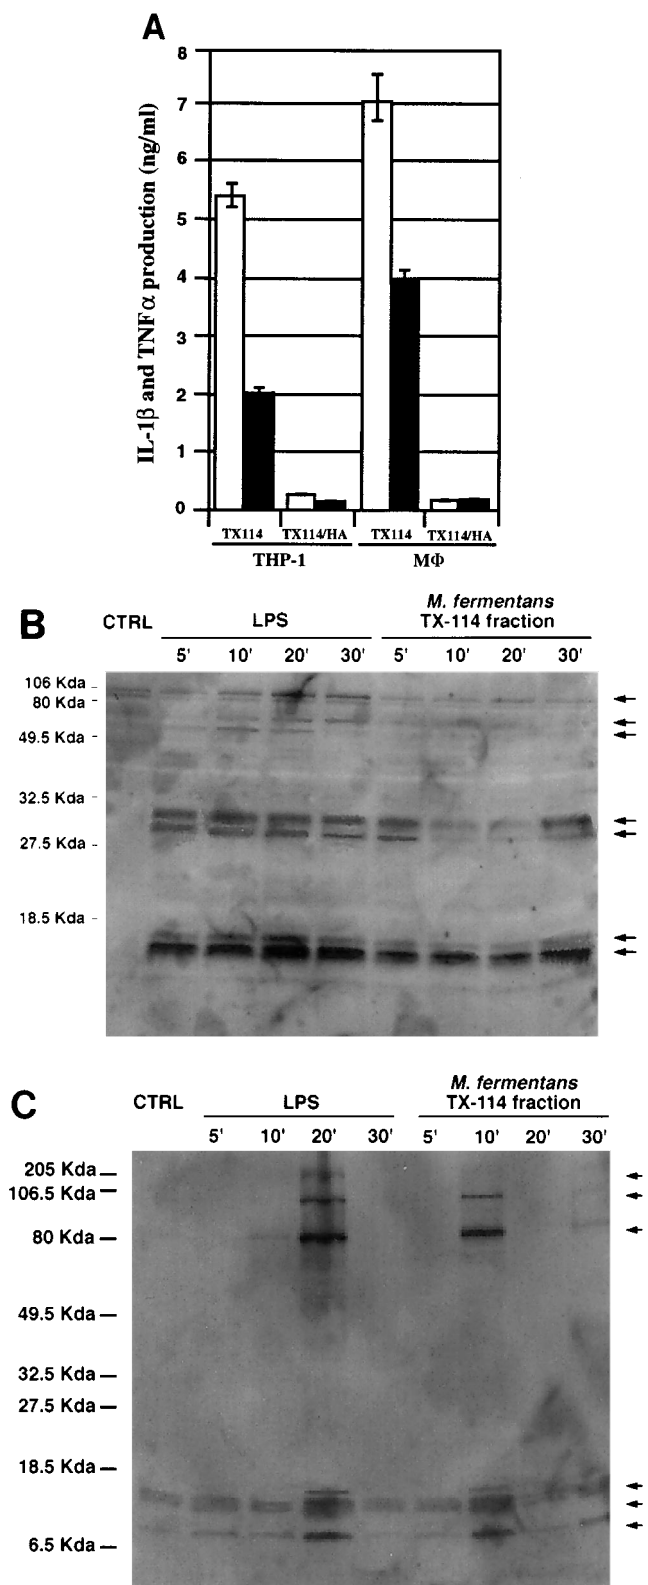 A
IL-1β and TNFα production (ng/ml)
8
7
6
5
4
3
2
1
0
TX114 TX114/HA TX114 TX114/HA
THP-1 MΦ
B
CTRL LPS M. fermentans
TX-114 fraction
5' 10' 20' 30' 5' 10' 20' 30'
106 Kda
80 Kda
49.5 Kda
32.5 Kda
27.5 Kda
18.5 Kda
C
CTRL LPS M. fermentans
TX-114 fraction
5' 10' 20' 30' 5' 10' 20' 30'
205 Kda
106.5 Kda
80 Kda
49.5 Kda
32.5 Kda
27.5 Kda
18.5 Kda
6.5 Kda